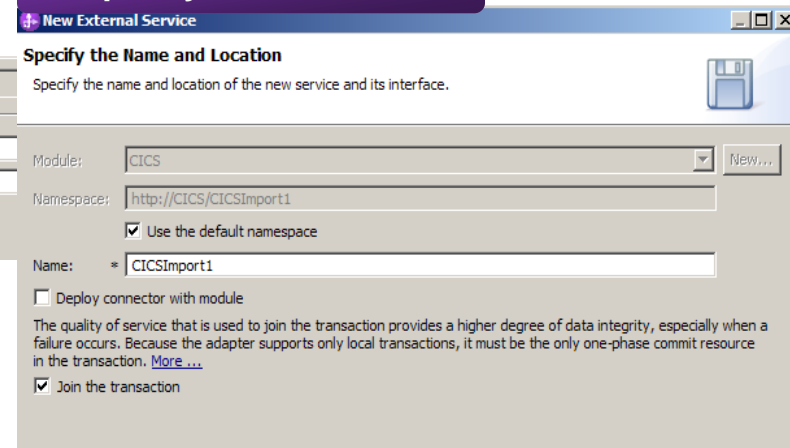 New External Service
Specify the Name and Location
Specify the name and location of the new service and its interface.
Module: CICS New...
Namespace: http://CICS/CICSImport1
Use the default namespace
Name: * CICSImport1
Deploy connector with module
The quality of service that is used to join the transaction provides a higher degree of data integrity, especially when a
failure occurs. Because the adapter supports only local transactions, it must be the only one-phase commit resource
in the transaction. More ...
Join the transaction